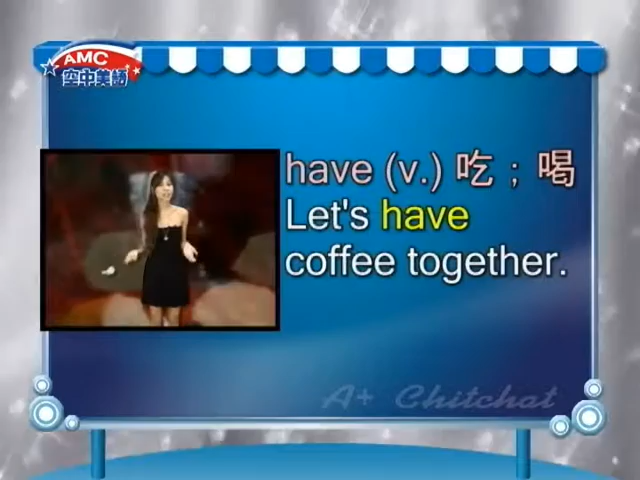 AMC
空中美語
have (v.) 吃；喝
Let's have
coffee together.
A+ Chitchat